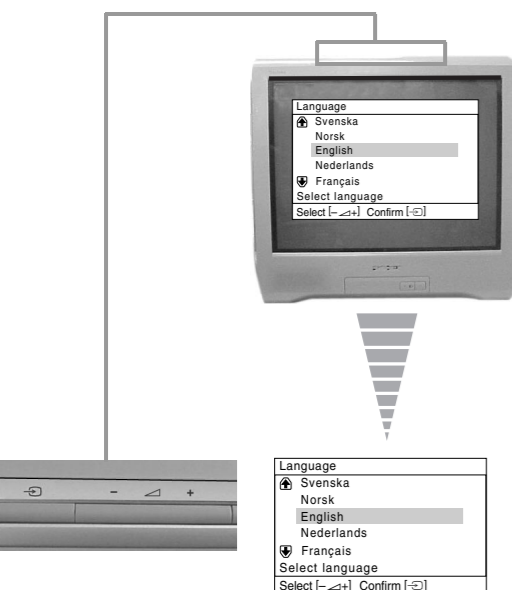 Language
Svenska
Norsk
English
Nederlands
Français
Select language
Select [– +] Confirm [ ]
– +
Language
Svenska
Norsk
English
Nederlands
Français
Select language
Select [– +] Confirm [ ]